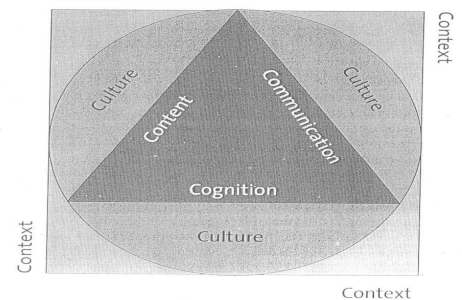 Context
Culture
Culture
Content
Communication
Cognition
Culture
Context
Context